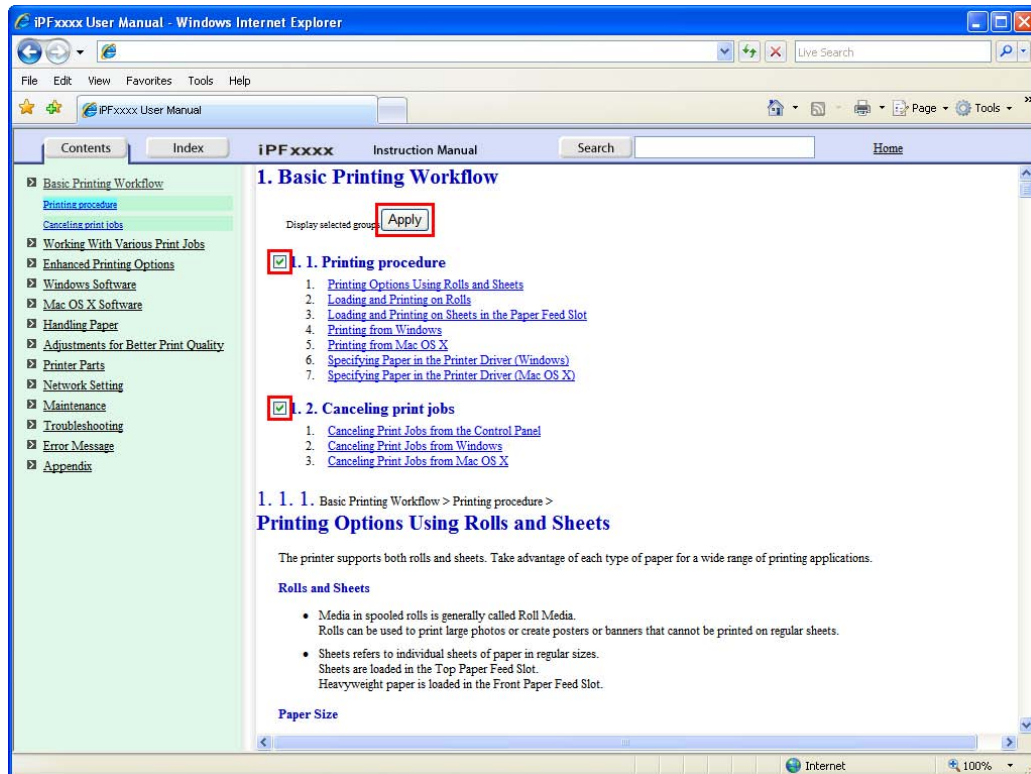 iPFxxxx User Manual - Windows Internet Explorer
Live Search
File Edit View Favorites Tools Help
iPFxxxx User Manual
Page Tools »
Contents Index iPFxxxx Instruction Manual Search Home
Basic Printing Workflow
Printing procedure
Canceling print jobs
Working With Various Print Jobs
Enhanced Printing Options
Windows Software
Mac OS X Software
Handling Paper
Adjustments for Better Print Quality
Printer Parts
Network Setting
Maintenance
Troubleshooting
Error Message
Appendix
1. Basic Printing Workflow
Display selected groups Apply
1. 1. Printing procedure
1. Printing Options Using Rolls and Sheets
2. Loading and Printing on Rolls
3. Loading and Printing on Sheets in the Paper Feed Slot
4. Printing from Windows
5. Printing from Mac OS X
6. Specifying Paper in the Printer Driver (Windows)
7. Specifying Paper in the Printer Driver (Mac OS X)
1. 2. Canceling print jobs
1. Canceling Print Jobs from the Control Panel
2. Canceling Print Jobs from Windows
3. Canceling Print Jobs from Mac OS X
1. 1. 1. Basic Printing Workflow > Printing procedure >
Printing Options Using Rolls and Sheets
The printer supports both rolls and sheets. Take advantage of each type of paper for a wide range of printing applications.
Rolls and Sheets
• Media in spooled rolls is generally called Roll Media.
Rolls can be used to print large photos or create posters or banners that cannot be printed on regular sheets.
• Sheets refers to individual sheets of paper in regular sizes.
Sheets are loaded in the Top Paper Feed Slot.
Heavyweight paper is loaded in the Front Paper Feed Slot.
Paper Size
Internet 100%